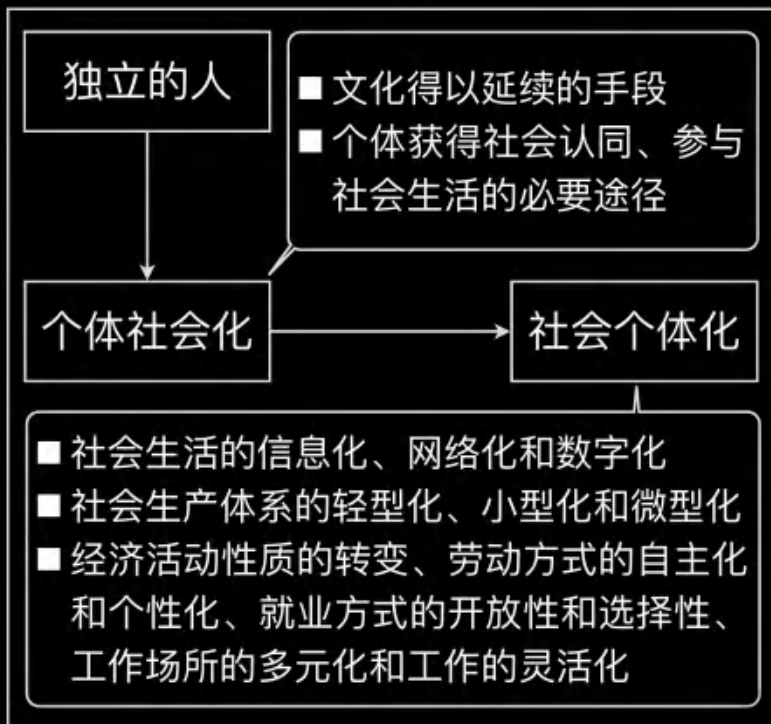 独立的人
■ 文化得以延续的手段
■ 个体获得社会认同、参与
社会生活的必要途径
个体社会化
社会个体化
■ 社会生活的信息化、网络化和数字化
■ 社会生产体系的轻型化、小型化和微型化
■ 经济活动性质的转变、劳动方式的自主化
和个性化、就业方式的开放性和选择性、
工作场所的多元化和工作的灵活化